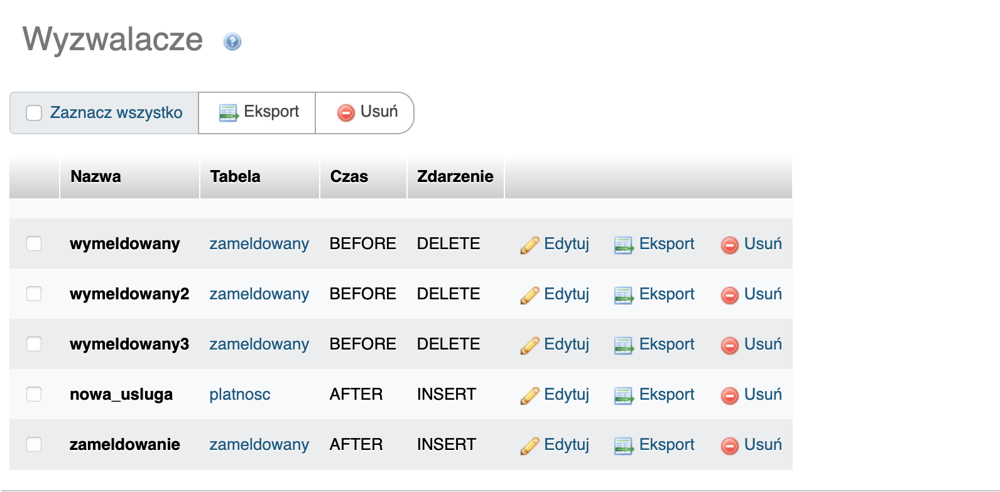 Wyzwalacze
Zaznacz wszystko Eksport Usuń
Nazwa Tabela Czas Zdarzenie
wymeldowany zameldowany BEFORE DELETE Edytuj Eksport Usuń
wymeldowany2 zameldowany BEFORE DELETE Edytuj Eksport Usuń
wymeldowany3 zameldowany BEFORE DELETE Edytuj Eksport Usuń
nowa_usluga platnosc AFTER INSERT Edytuj Eksport Usuń
zameldowanie zameldowany AFTER INSERT Edytuj Eksport Usuń